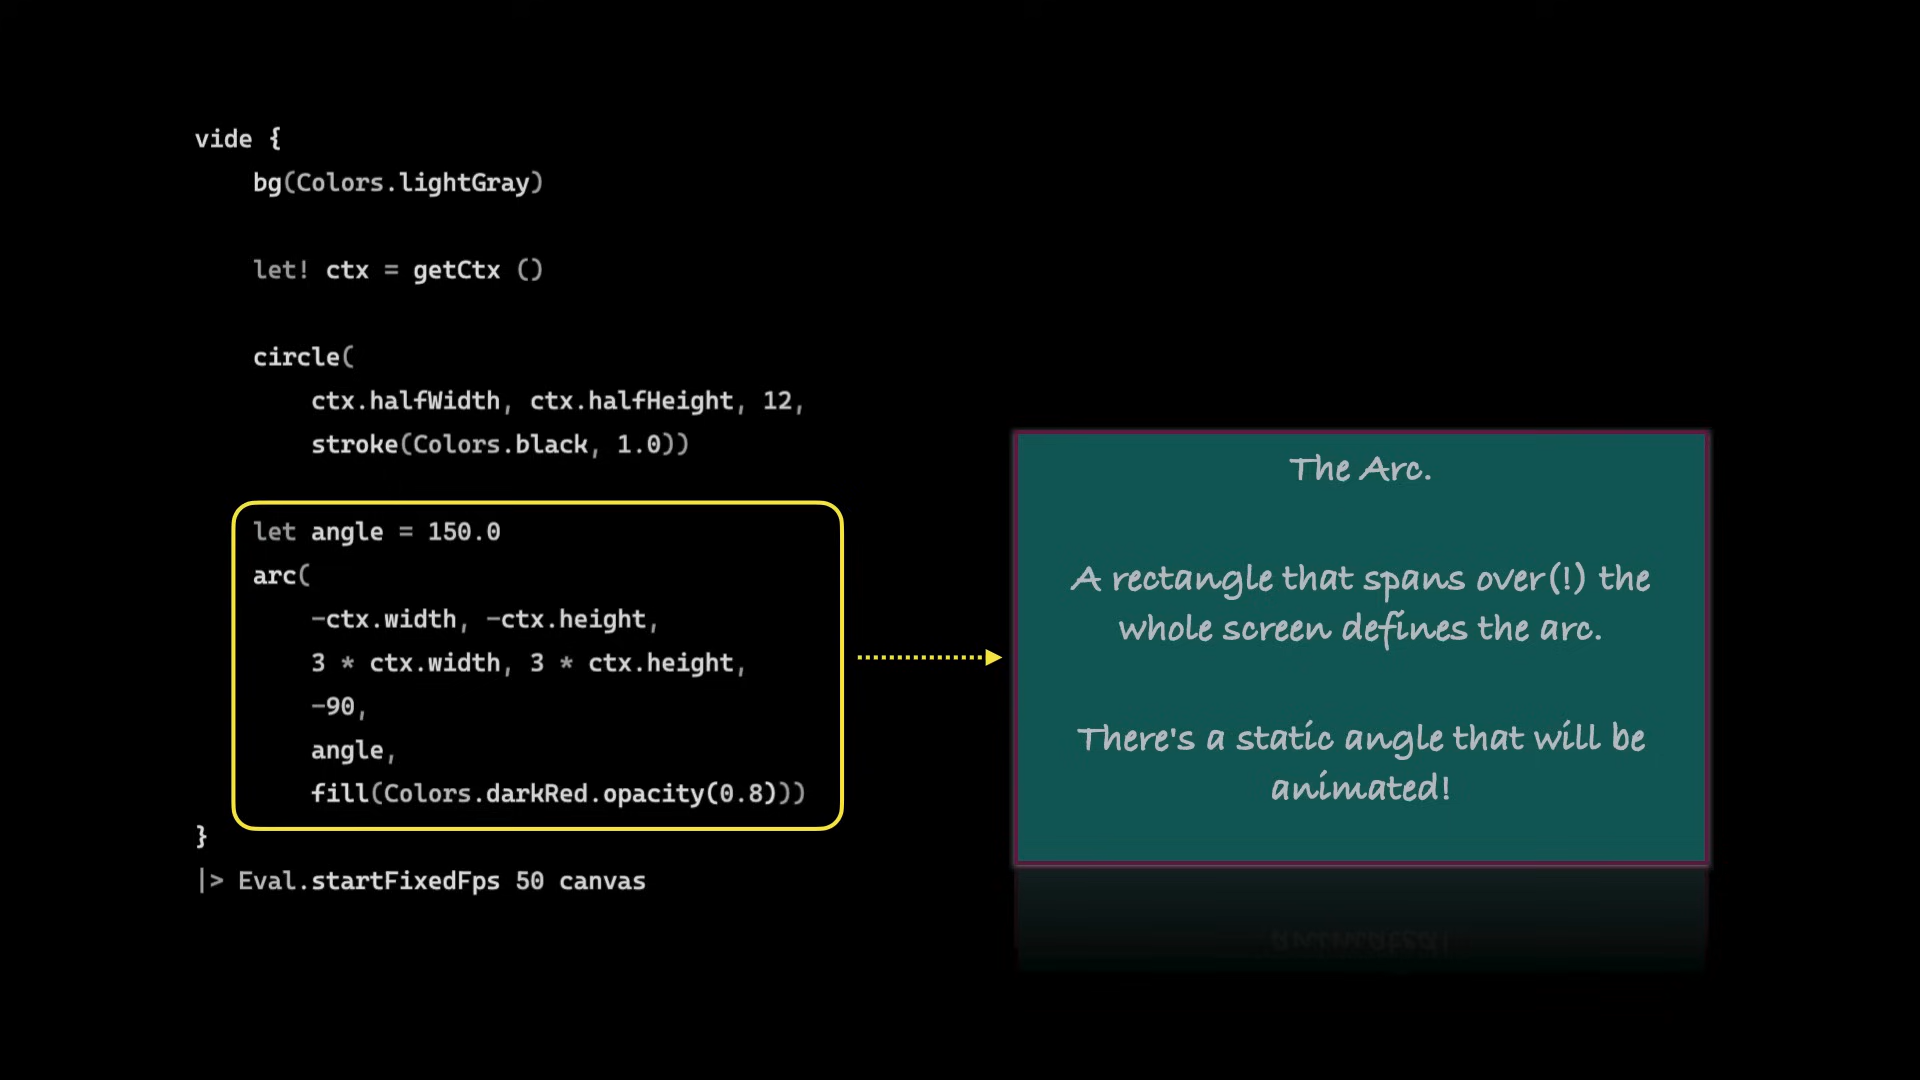 vide {
    bg(Colors.lightGray)
    let! ctx = getCtx ()
    circle(
        ctx.halfWidth, ctx.halfHeight, 12,
        stroke(Colors.black, 1.0))
    let angle = 150.0
    arc(
        -ctx.width, -ctx.height,
        3 * ctx.width, 3 * ctx.height,
        -90,
        angle,
        fill(Colors.darkRed.opacity(0.8)))
}
|> Eval.startFixedFps 50 canvas
The Arc.
A rectangle that spans over(!) the
whole screen defines the arc.
There's a static angle that will be
animated!